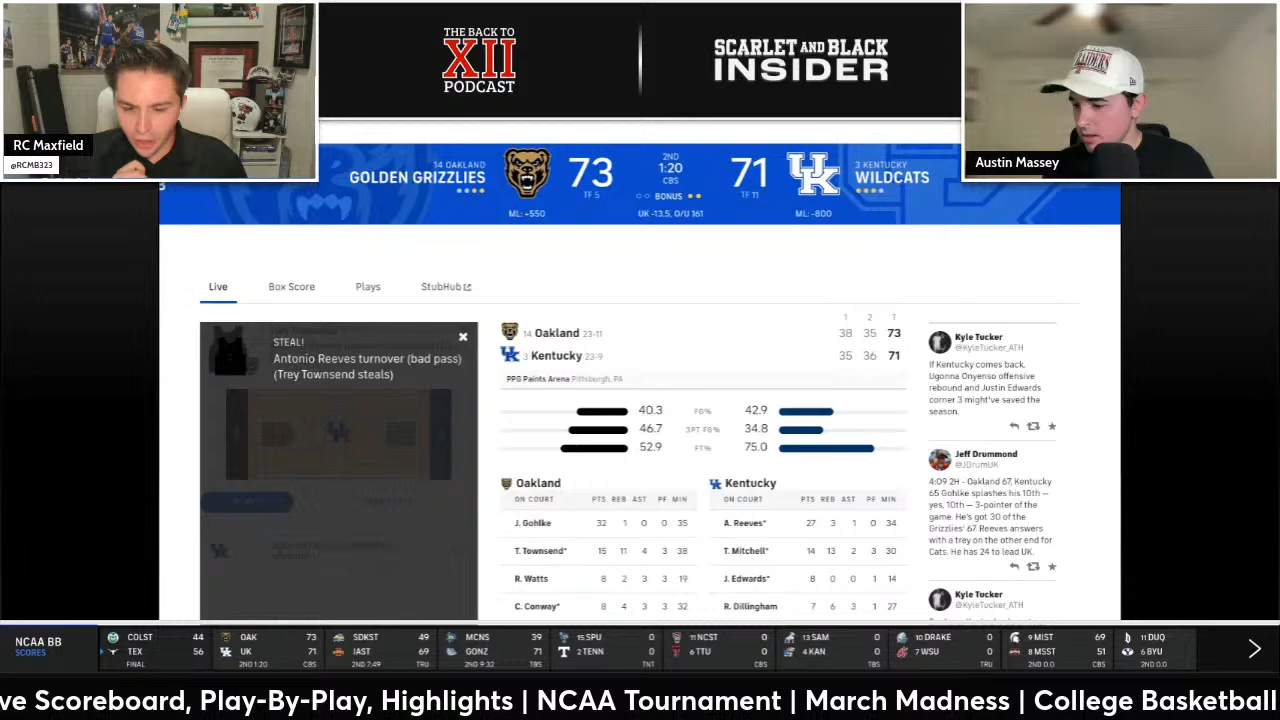 THE BACK TO
XII
PODCAST
SCARLET AND BLACK
INSIDER
RC Maxfield
@RCMB323
Austin Massey
14 OAKLAND
GOLDEN GRIZZLIES
73
TF 5
ML: +550
2ND
1:20
CBS
BONUS
UK -13.5, O/U 161
71
TF 11
UK
3 KENTUCKY
WILDCATS
ML: -800
Live
Box Score
Plays
StubHub
STEAL!
Antonio Reeves turnover (bad pass)
(Trey Townsend steals)
1 2 T
14 Oakland 23-11 38 35 73
3 Kentucky 23-9 35 36 71
PPG Paints Arena Pittsburgh, PA
40.3 FG% 42.9
46.7 3PT FG% 34.8
52.9 FT% 75.0
Oakland
ON COURT PTS REB AST PF MIN
J. Gohlke 32 1 0 0 35
T. Townsend* 15 11 4 3 38
R. Watts 8 2 3 3 19
C. Conway* 8 4 3 3 32
Kentucky
ON COURT PTS REB AST PF MIN
A. Reeves* 27 3 1 0 34
T. Mitchell* 14 13 2 3 30
J. Edwards* 8 0 0 1 14
R. Dillingham 7 6 3 1 27
Kyle Tucker
@KyleTucker_ATH
If Kentucky comes back,
Ugonna Onyenso offensive
rebound and Justin Edwards
corner 3 might've saved the
season.
Jeff Drummond
@JDrumUK
4:09 2H - Oakland 67, Kentucky
65 Gohlke splashes his 10th —
yes, 10th — 3-pointer of the
game. He's got 30 of the
Grizzlies' 67. Reeves answers
with a trey on the other end for
Cats. He has 24 to lead UK.
Kyle Tucker
@KyleTucker_ATH
NCAA BB
SCORES
COLST 44
TEX 56
FINAL
OAK 73
UK 71
2ND 1:20 CBS
SDKST 49
IAST 69
2ND 7:49 TRU
MCNS 39
GONZ 71
2ND 9:32 TBS
15 SPU 0
2 TENN 0
TNT
11 NCST 0
6 TTU 0
CBS
13 SAM 0
4 KAN 0
TBS
10 DRAKE 0
7 WSU 0
TRU
9 MIST 69
8 MSST 51
2ND 0.0 CBS
11 DUQ
6 BYU
2ND 0.0
ve Scoreboard, Play-By-Play, Highlights | NCAA Tournament | March Madness | College Basketball